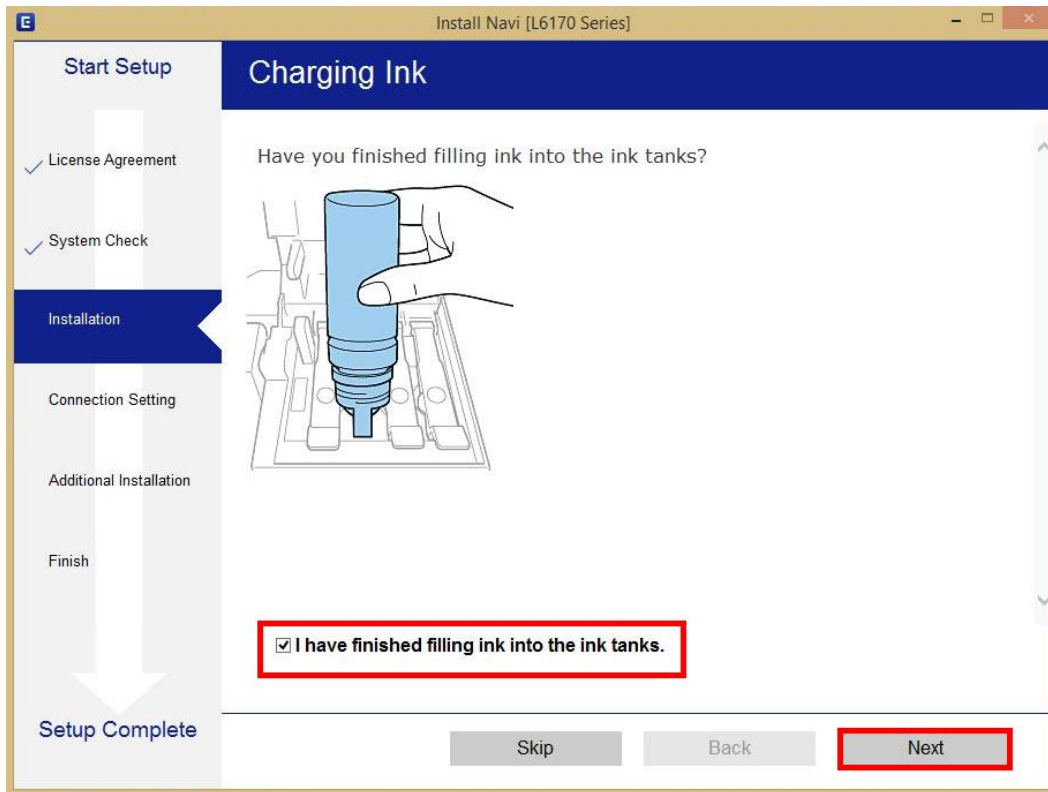 E
Install Navi [L6170 Series]
Start Setup
License Agreement
System Check
Installation
Connection Setting
Additional Installation
Finish
Setup Complete
Charging Ink
Have you finished filling ink into the ink tanks?
I have finished filling ink into the ink tanks.
Skip
Back
Next